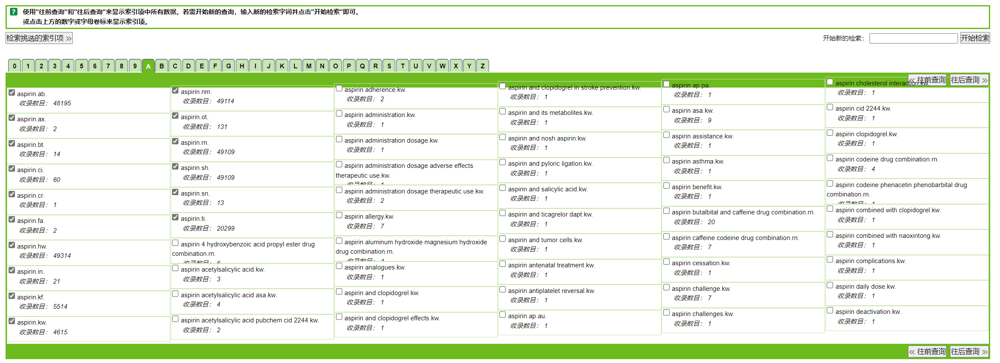 使用"往前查询"和"往后查询"来显示索引项中所有数据。若需开始新的查询，输入新的检索字词并点击"开始检索"即可。
或点击上方的数字或字母卷标来显示索引项。
检索挑选的索引项 >>
开始新的检索： 开始检索
0 1 2 3 4 5 6 7 8 9 A B C D E F G H I J K L M N O P Q R S T U V W X Y Z
<< 往前查询 往后查询 >>
aspirin.ab.
收录数目： 48195
aspirin.ax.
收录数目： 2
aspirin.bt.
收录数目： 14
aspirin.ci.
收录数目： 60
aspirin.cr.
收录数目： 1
aspirin.fa.
收录数目： 2
aspirin.hw.
收录数目： 49314
aspirin.in.
收录数目： 21
aspirin.kf.
收录数目： 5514
aspirin.kw.
收录数目： 4615
aspirin.nm.
收录数目： 49114
aspirin.ot.
收录数目： 131
aspirin.rn.
收录数目： 49109
aspirin.sh.
收录数目： 49109
aspirin.sn.
收录数目： 13
aspirin.ti.
收录数目： 20299
aspirin 4 hydroxybenzoic acid propyl ester drug
combination.rn.
收录数目： 6
aspirin acetylsalicylic acid.kw.
收录数目： 3
aspirin acetylsalicylic acid asa.kw.
收录数目： 4
aspirin acetylsalicylic acid pubchem cid 2244.kw.
收录数目： 2
aspirin adherence.kw.
收录数目： 2
aspirin administration.kw.
收录数目： 1
aspirin administration dosage.kw.
收录数目： 1
aspirin administration dosage adverse effects
therapeutic use.kw.
收录数目： 1
aspirin administration dosage therapeutic use.kw.
收录数目： 2
aspirin allergy.kw.
收录数目： 7
aspirin aluminum hydroxide magnesium hydroxide
drug combination.rn.
收录数目： 4
aspirin analogues.kw.
收录数目： 1
aspirin and clopidogrel.kw.
收录数目： 1
aspirin and clopidogrel effects.kw.
收录数目： 1
aspirin and clopidogrel in stroke prevention.kw.
收录数目： 1
aspirin and its metabolites.kw.
收录数目： 1
aspirin and nosh aspirin.kw.
收录数目： 1
aspirin and pyloric ligation.kw.
收录数目： 1
aspirin and salicylic acid.kw.
收录数目： 1
aspirin and ticagrelor dapt.kw.
收录数目： 1
aspirin and tumor cells.kw.
收录数目： 1
aspirin antenatal treatment.kw.
收录数目： 1
aspirin antiplatelet reversal.kw.
收录数目： 1
aspirin ap.au.
收录数目： 1
aspirin ap.pa.
收录数目： 1
aspirin asa.kw.
收录数目： 9
aspirin assistance.kw.
收录数目： 1
aspirin asthma.kw.
收录数目： 1
aspirin benefit.kw.
收录数目： 1
aspirin butalbital and caffeine drug combination.rn.
收录数目： 20
aspirin caffeine codeine drug combination.rn.
收录数目： 7
aspirin cessation.kw.
收录数目： 1
aspirin challenge.kw.
收录数目： 7
aspirin challenges.kw.
收录数目： 1
aspirin cholesterol interaction.kw.
收录数目： 1
aspirin cid 2244.kw.
收录数目： 1
aspirin clopidogrel.kw.
收录数目： 1
aspirin codeine drug combination.rn.
收录数目： 4
aspirin codeine phenacetin phenobarbital drug
combination.rn.
收录数目： 1
aspirin combined with clopidogrel.kw.
收录数目： 1
aspirin combined with naoxintong.kw.
收录数目： 1
aspirin complications.kw.
收录数目： 1
aspirin daily dose.kw.
收录数目： 1
aspirin deactivation.kw.
收录数目： 1
<< 往前查询 往后查询 >>